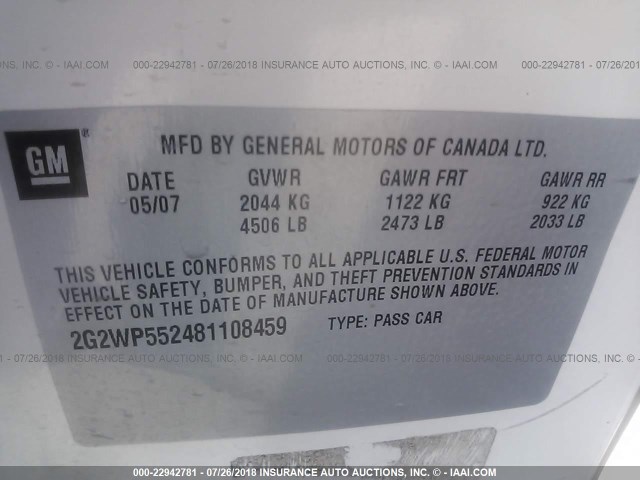 000-22942781 - 07/26/2018 INSURANCE AUTO AUCTIONS, INC. - IAAI.COM
GM®
MFD BY GENERAL MOTORS OF CANADA LTD.
DATE GVWR GAWR FRT GAWR RR
05/07 2044 KG 1122 KG 922 KG
4506 LB 2473 LB 2033 LB
THIS VEHICLE CONFORMS TO ALL APPLICABLE U.S. FEDERAL MOTOR
VEHICLE SAFETY, BUMPER, AND THEFT PREVENTION STANDARDS IN
EFFECT ON THE DATE OF MANUFACTURE SHOWN ABOVE.
2G2WP552481108459 TYPE: PASS CAR
000-22942781 - 07/26/2018 INSURANCE AUTO AUCTIONS, INC. - IAAI.COM
000-22942781 - 07/26/2018 INSURANCE AUTO AUCTIONS, INC. - IAAI.COM